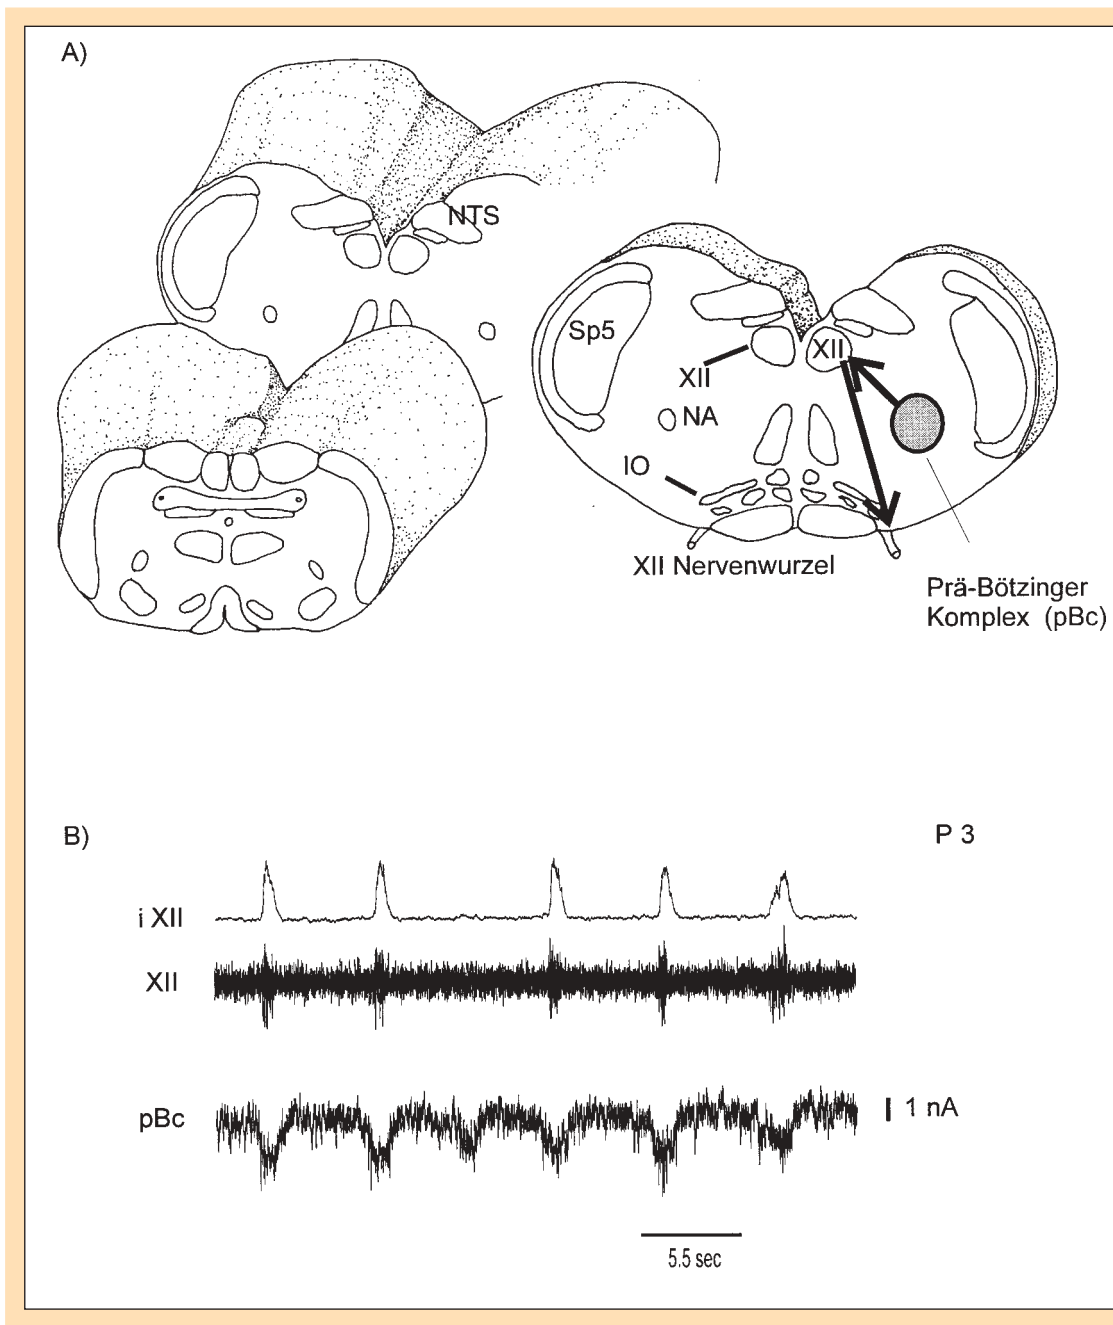 A)
NTS
Sp5
XII
XII
NA
IO
XII Nervenwurzel
Prä-Bötzinger
Komplex (pBc)
B)
P 3
i XII
XII
pBc
1 nA
5.5 sec